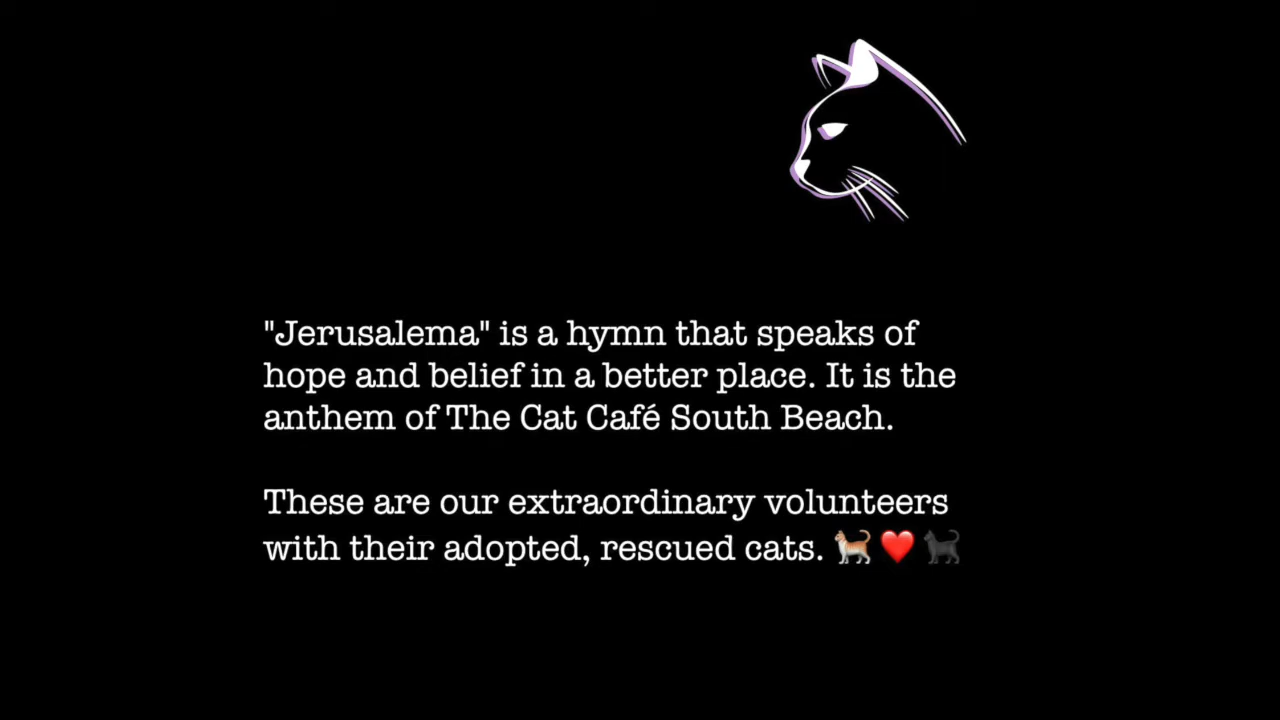 "Jerusalema" is a hymn that speaks of
hope and belief in a better place. It is the
anthem of The Cat Café South Beach.
These are our extraordinary volunteers
with their adopted, rescued cats. 🐈❤️🐈‍⬛